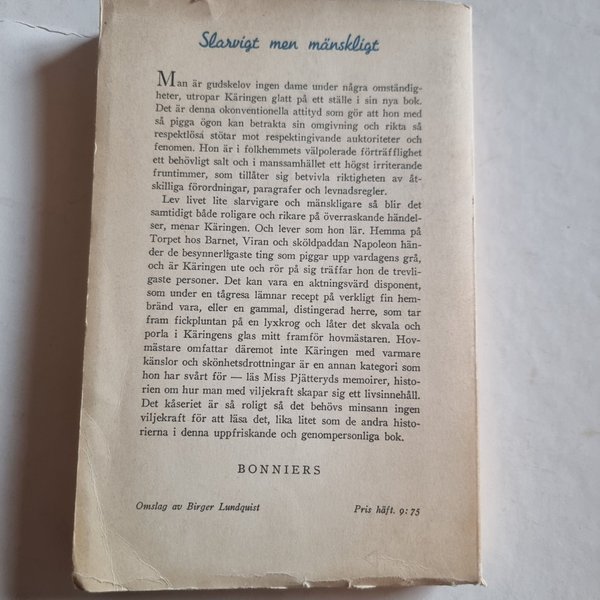 Slarvigt men mänskligt
Man är gudskelov ingen dame under några omständig-
heter, utropar Käringen glatt på ett ställe i sin nya bok.
Det är denna okonventionella attityd som gör att hon med
så pigga ögon kan betrakta sin omgivning och rikta så
respektlösa stötar mot respektingivande auktoriteter och
fenomen. Hon är i folkhemmets välpolerade förträfflighet
ett behövligt salt och i manssamhället ett högst irriterande
fruntimmer, som tillåter sig betvivla riktigheten av åt-
skilliga förordningar, paragrafer och levnadsregler.
Lev livet lite slarvigare och mänskligare så blir det
samtidigt både roligare och rikare på överraskande händel-
ser, menar Käringen. Och lever som hon lär. Hemma på
Torpet hos Barnet, Viran och sköldpaddan Napoleon hän-
der de besynnerligaste ting som piggar upp vardagens grå,
och är Käringen ute och rör på sig träffar hon de trevli-
gaste personer. Det kan vara en aktningsvärd disponent,
som under en tågresa lämnar recept på verkligt fin hem-
bränd vara, eller en gammal, distingerad herre, som tar
fram fickpluntan på en lyxkrog och låter det skvala och
porla i Käringens glas mitt framför hovmästaren. Hov-
mästare omfattar däremot inte Käringen med varmare
känslor och skönhetsdrottningar är en annan kategori som
hon har svårt för — läs Miss Pjätteryds memoirer, histo-
rien om hur man med viljekraft skapar sig ett livsinnehåll.
Det kåseriet är så roligt så det behövs minsann ingen
viljekraft för att läsa det, lika litet som de andra histo-
rierna i denna uppfriskande och genompersonliga bok.
BONNIERS
Omslag av Birger Lundquist Pris häft. 9:75